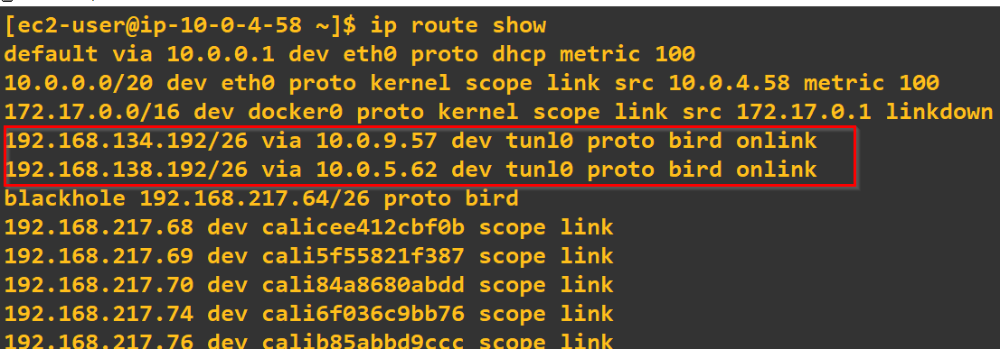 [ec2-user@ip-10-0-4-58 ~]$ ip route show
default via 10.0.0.1 dev eth0 proto dhcp metric 100
10.0.0.0/20 dev eth0 proto kernel scope link src 10.0.4.58 metric 100
172.17.0.0/16 dev docker0 proto kernel scope link src 172.17.0.1 linkdown
192.168.134.192/26 via 10.0.9.57 dev tunl0 proto bird onlink
192.168.138.192/26 via 10.0.5.62 dev tunl0 proto bird onlink
blackhole 192.168.217.64/26 proto bird
192.168.217.68 dev calicee412cbf0b scope link
192.168.217.69 dev cali5f55821f387 scope link
192.168.217.70 dev cali84a8680abdd scope link
192.168.217.74 dev cali6f036c9bb76 scope link
192.168.217.76 dev calib85abbd9ccc scope link